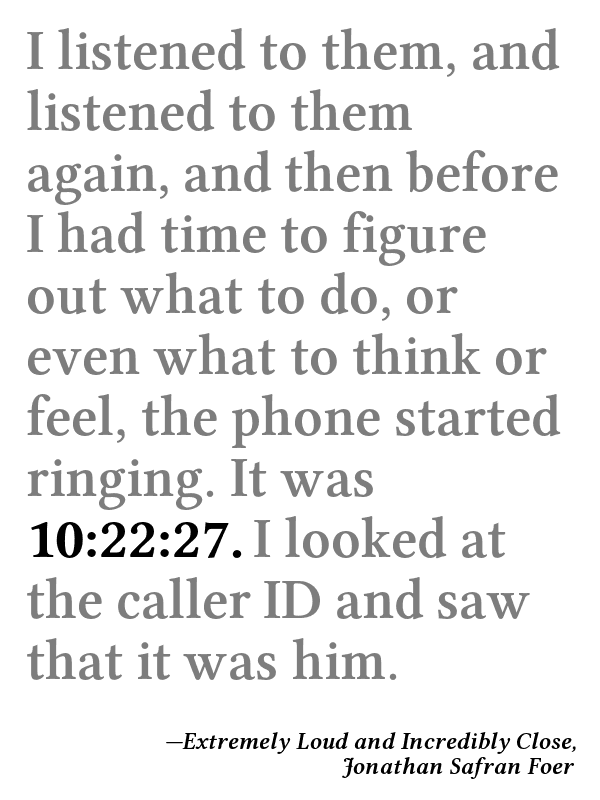 I listened to them, and
listened to them
again, and then before
I had time to figure
out what to do, or
even what to think or
feel, the phone started
ringing. It was
10:22:27. I looked at
the caller ID and saw
that it was him.
—Extremely Loud and Incredibly Close,
Jonathan Safran Foer